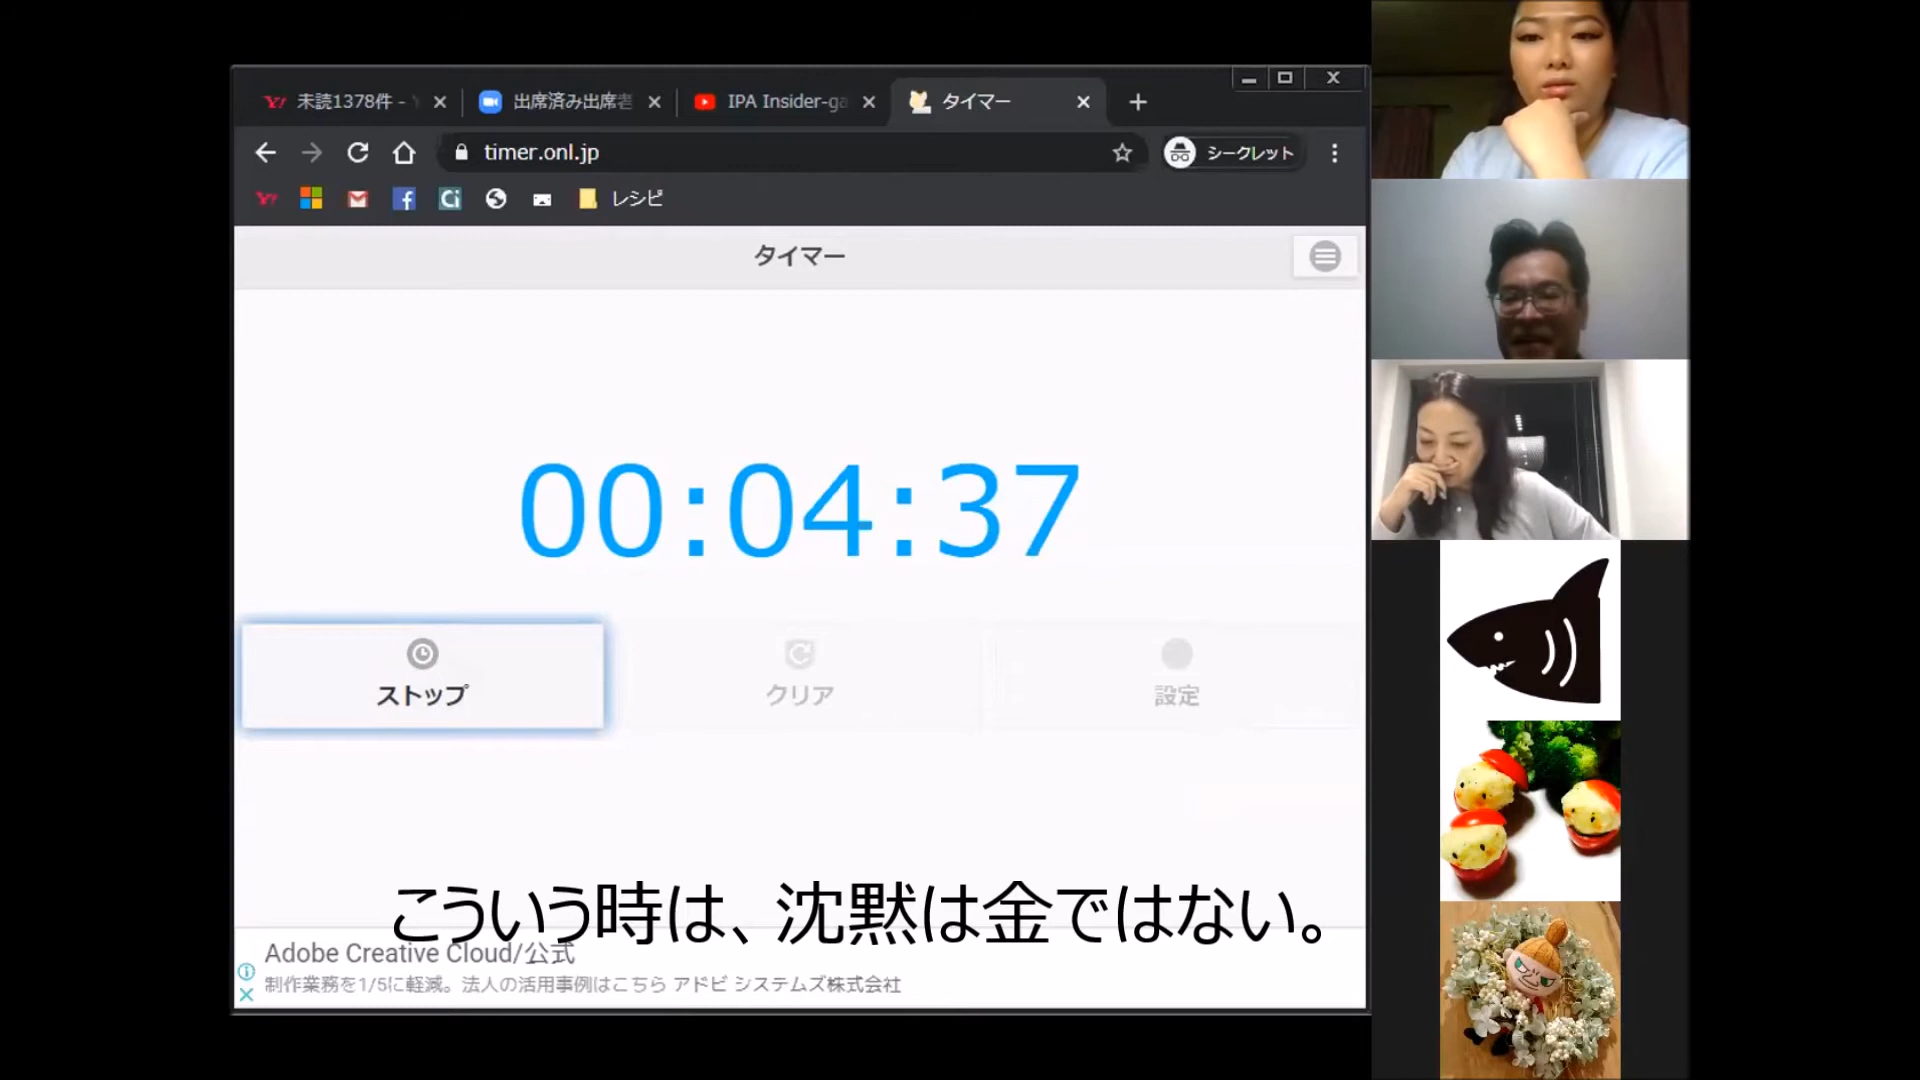 未読1378件 -
出席済み出席者
IPA Insider-ga
タイマー
timer.onl.jp
シークレット
Ci
レシピ
タイマー
00:04:37
ストップ
クリア
設定
こういう時は、沈黙は金ではない。
Adobe Creative Cloud/公式
制作業務を1/5に軽減。法人の活用事例はこちら アドビ システムズ株式会社